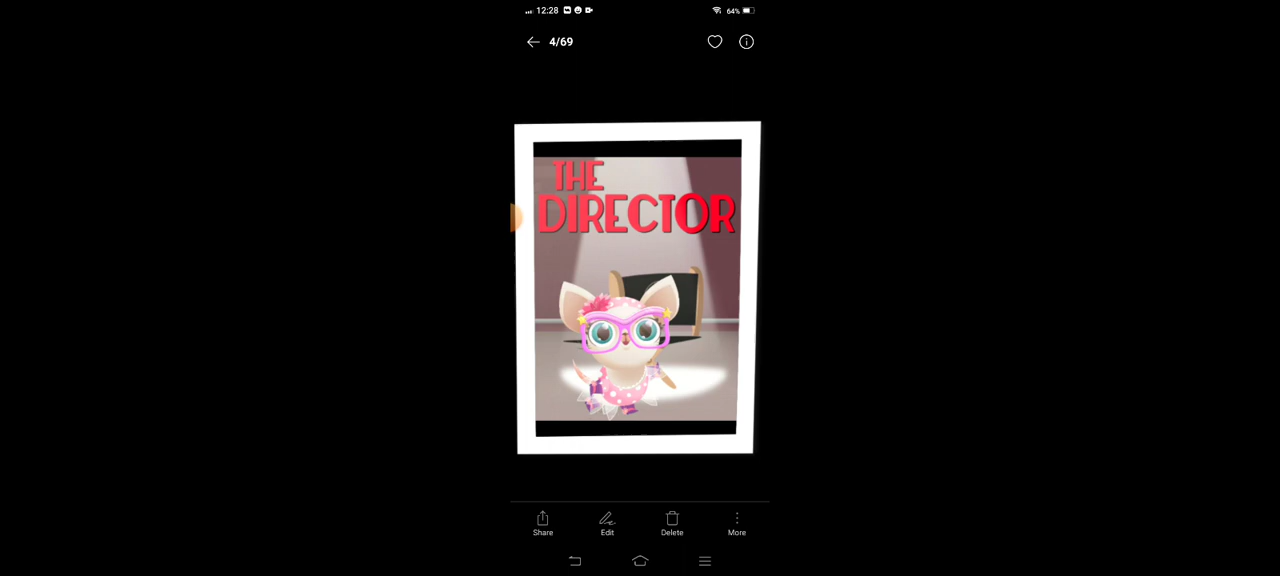 12:28
64%
4/69
THE
DIRECTOR
Share
Edit
Delete
More